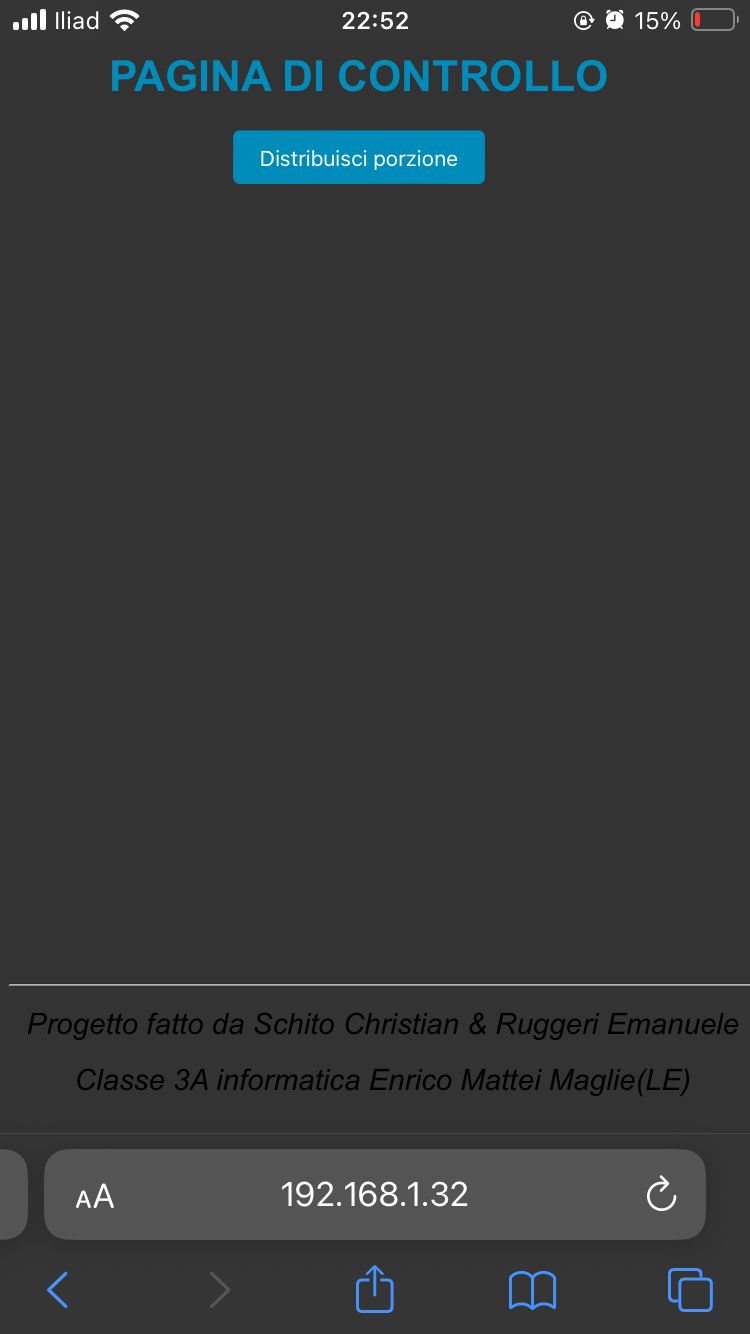 Iliad 22:52 15%
PAGINA DI CONTROLLO
Distribuisci porzione
Progetto fatto da Schito Christian & Ruggeri Emanuele
Classe 3A informatica Enrico Mattei Maglie(LE)
AA 192.168.1.32